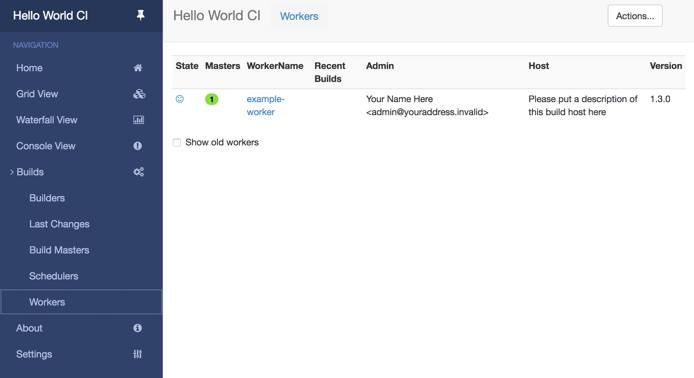 Hello World CI
Hello World CI Workers Actions...
NAVIGATION
Home
Grid View
Waterfall View
Console View
Builds
Builders
Last Changes
Build Masters
Schedulers
Workers
About
Settings
State Masters WorkerName Recent Builds Admin Host Version
1 example-worker Your Name Here <admin@youraddress.invalid> Please put a description of this build host here 1.3.0
Show old workers